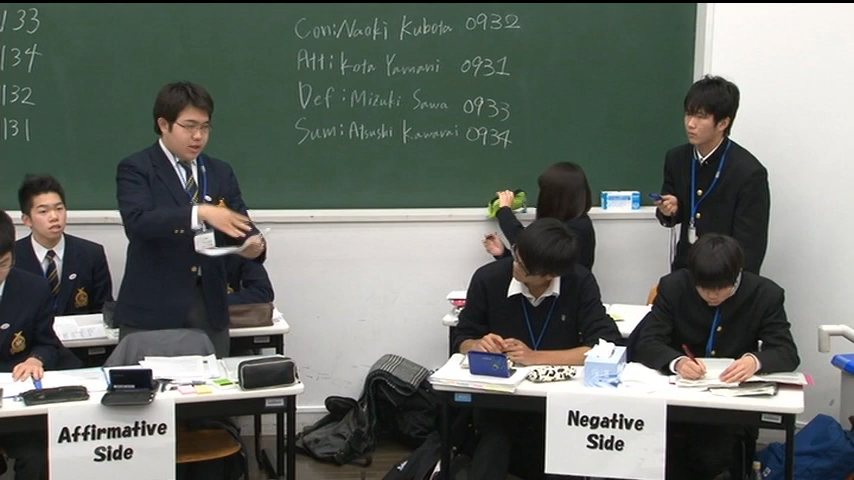 133
134
132
131
Con: Naoki Kubota 0932
Att: Kota Yamani 0931
Def: Mizuki Sawa 0933
Sum: Atsushi Kawarai 0934
Affirmative
Side
Negative
Side